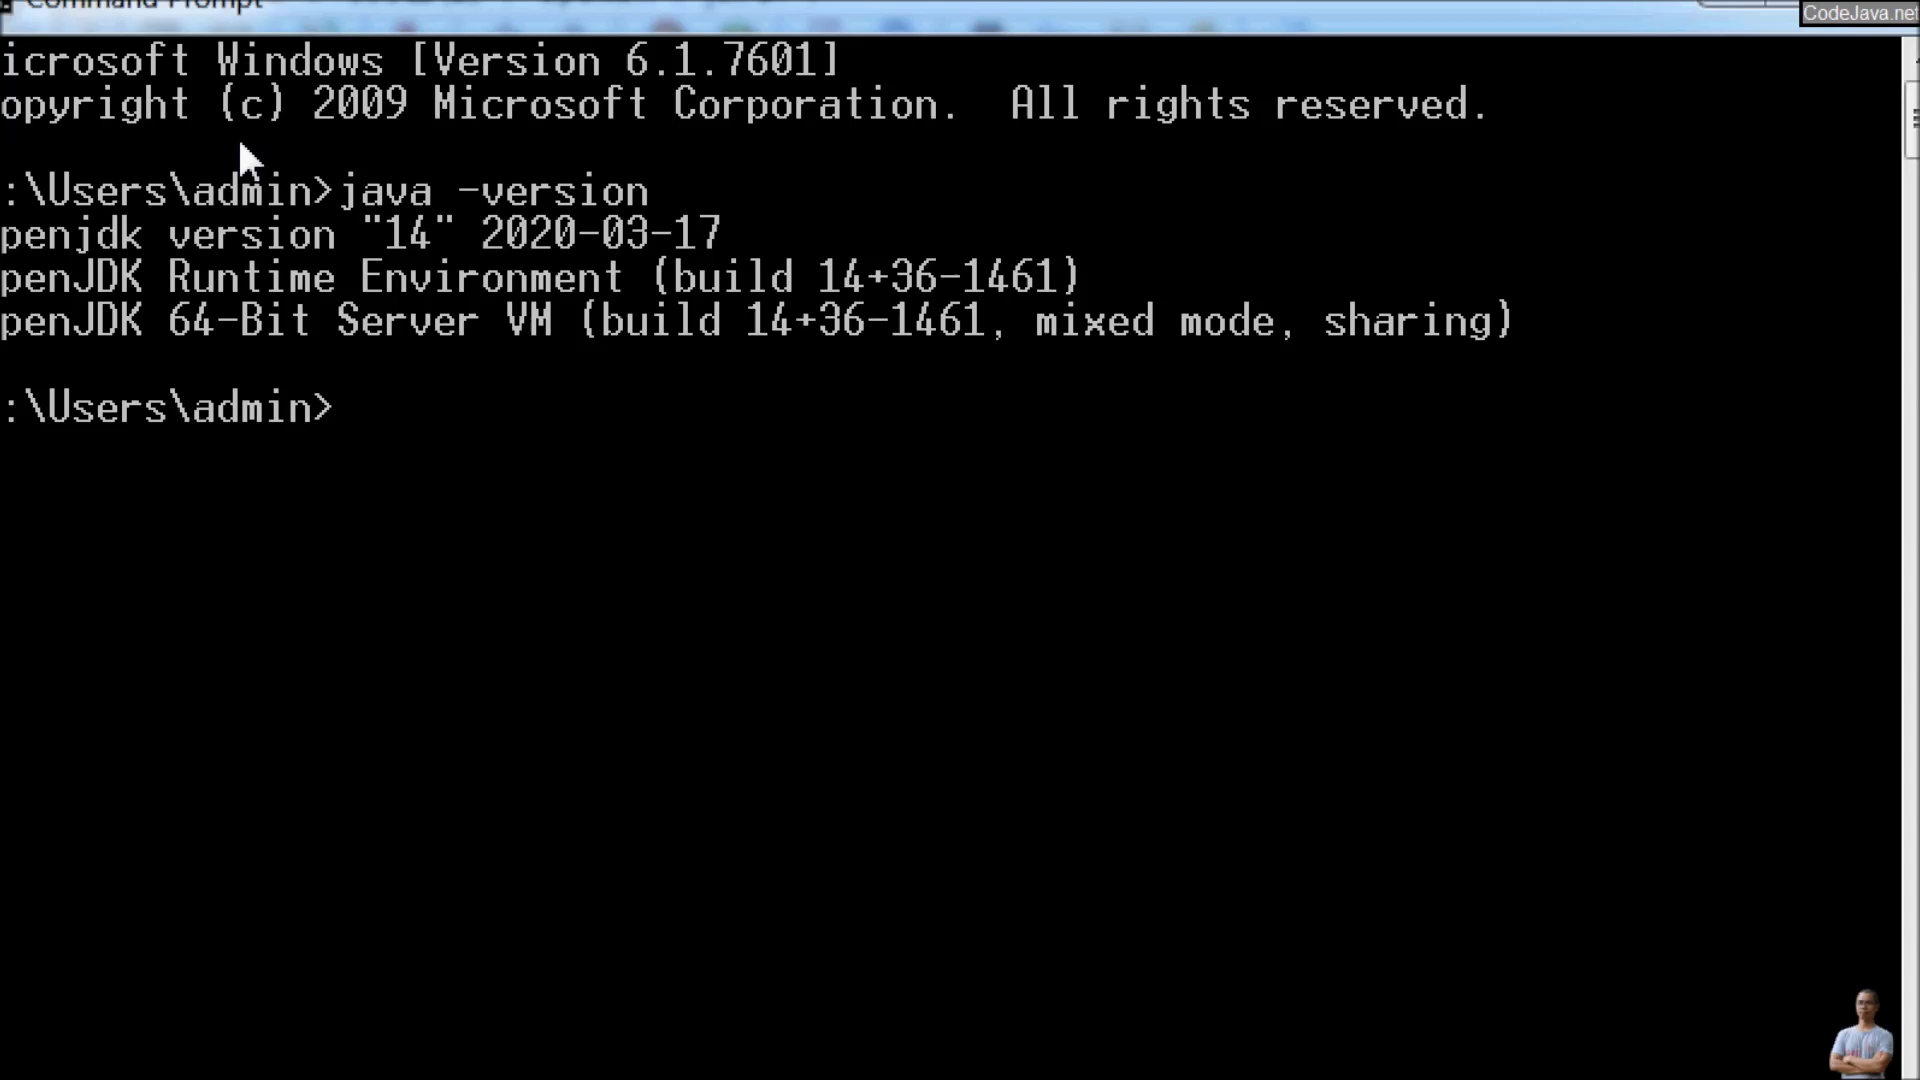 Command Prompt
CodeJava.net
icrosoft Windows [Version 6.1.7601]
opyright (c) 2009 Microsoft Corporation.  All rights reserved.
:\Users\admin>java -version
penjdk version "14" 2020-03-17
penJDK Runtime Environment (build 14+36-1461)
penJDK 64-Bit Server VM (build 14+36-1461, mixed mode, sharing)
:\Users\admin>